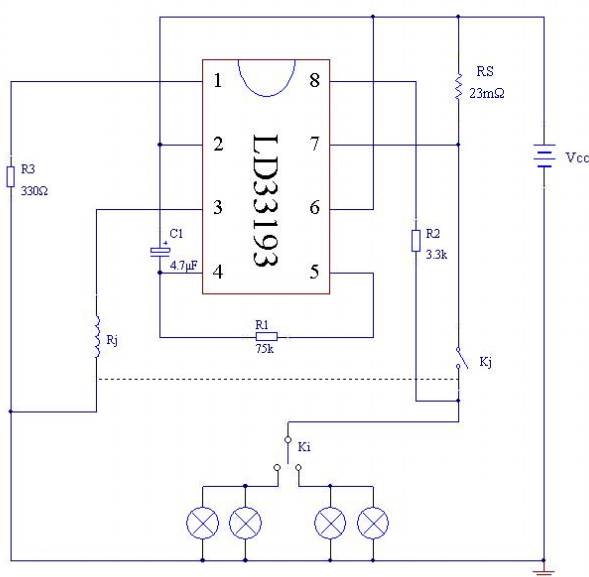 RS
23mΩ
1
8
LD33193
2
7
Vcc
R3
330Ω
3
6
C1
+
4.7μF
R2
3.3k
4
5
R1
75k
Rj
Kj
Ki